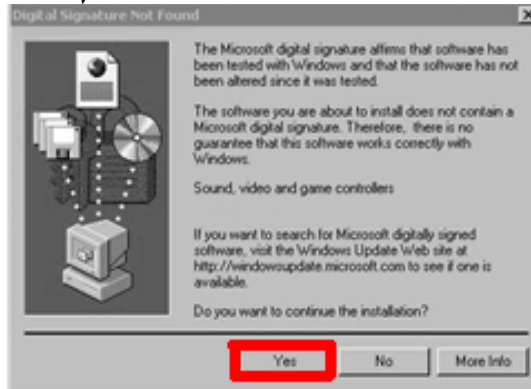 Digital Signature Not Found
The Microsoft digital signature affirms that software has
been tested with Windows and that the software has not
been altered since it was tested.
The software you are about to install does not contain a
Microsoft digital signature. Therefore, there is no
guarantee that this software works correctly with
Windows.
Sound, video and game controllers
If you want to search for Microsoft digitally signed
software, visit the Windows Update Web site at
http://windowsupdate.microsoft.com to see if one is
available.
Do you want to continue the installation?
Yes No More Info